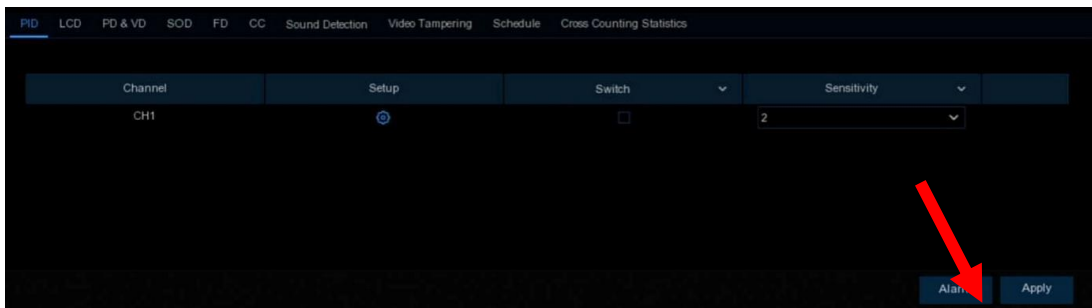 PID LCD PD & VD SOD FD CC Sound Detection Video Tampering Schedule Cross Counting Statistics
Channel Setup Switch Sensitivity
CH1 2
Apply